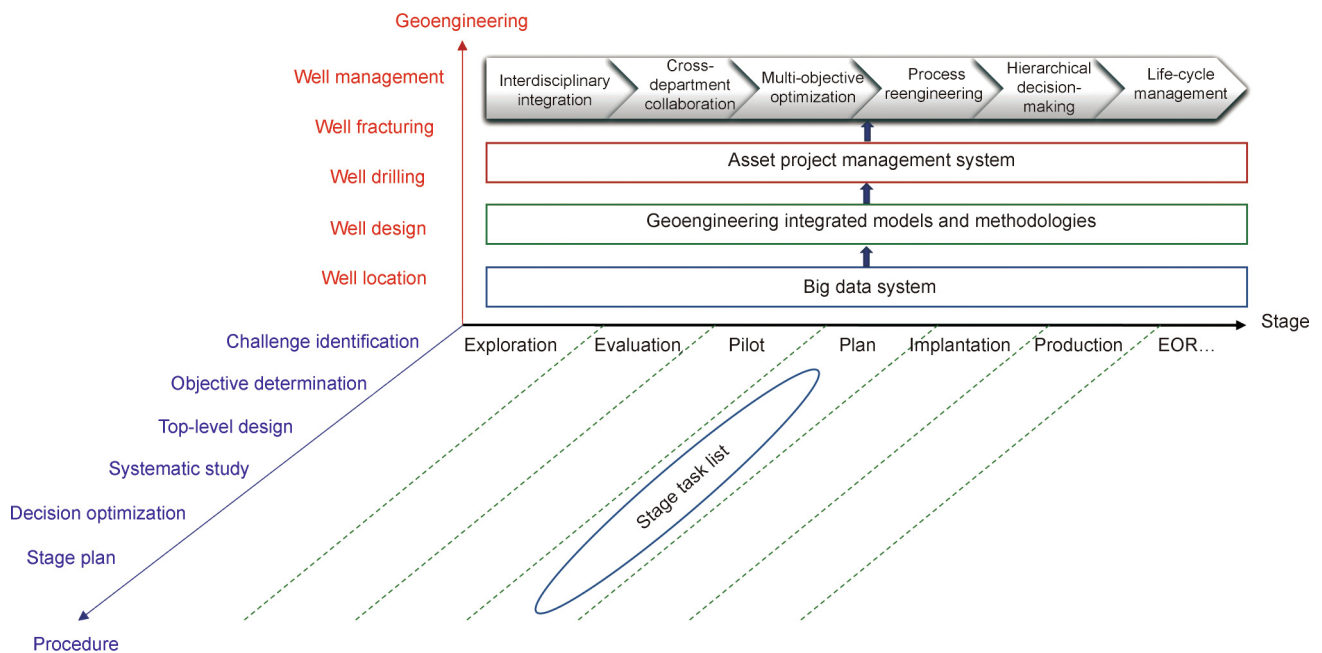 Geoengineering
Well management
Well fracturing
Well drilling
Well design
Well location
Interdisciplinary
integration
Cross-
department
collaboration
Multi-objective
optimization
Process
reengineering
Hierarchical
decision-
making
Life-cycle
management
Asset project management system
Geoengineering integrated models and methodologies
Big data system
Stage
Exploration
Evaluation
Pilot
Plan
Implantation
Production
EOR...
Challenge identification
Objective determination
Top-level design
Systematic study
Decision optimization
Stage plan
Procedure
Stage task list